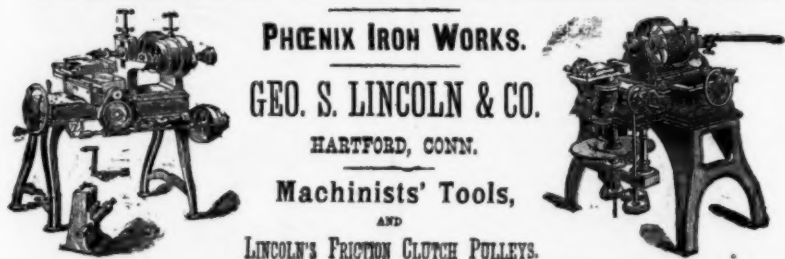 PHŒNIX IRON WORKS.
GEO. S. LINCOLN & CO.
HARTFORD, CONN.
Machinists' Tools,
AND
LINCOLN'S FRICTION CLUTCH PULLEYS.